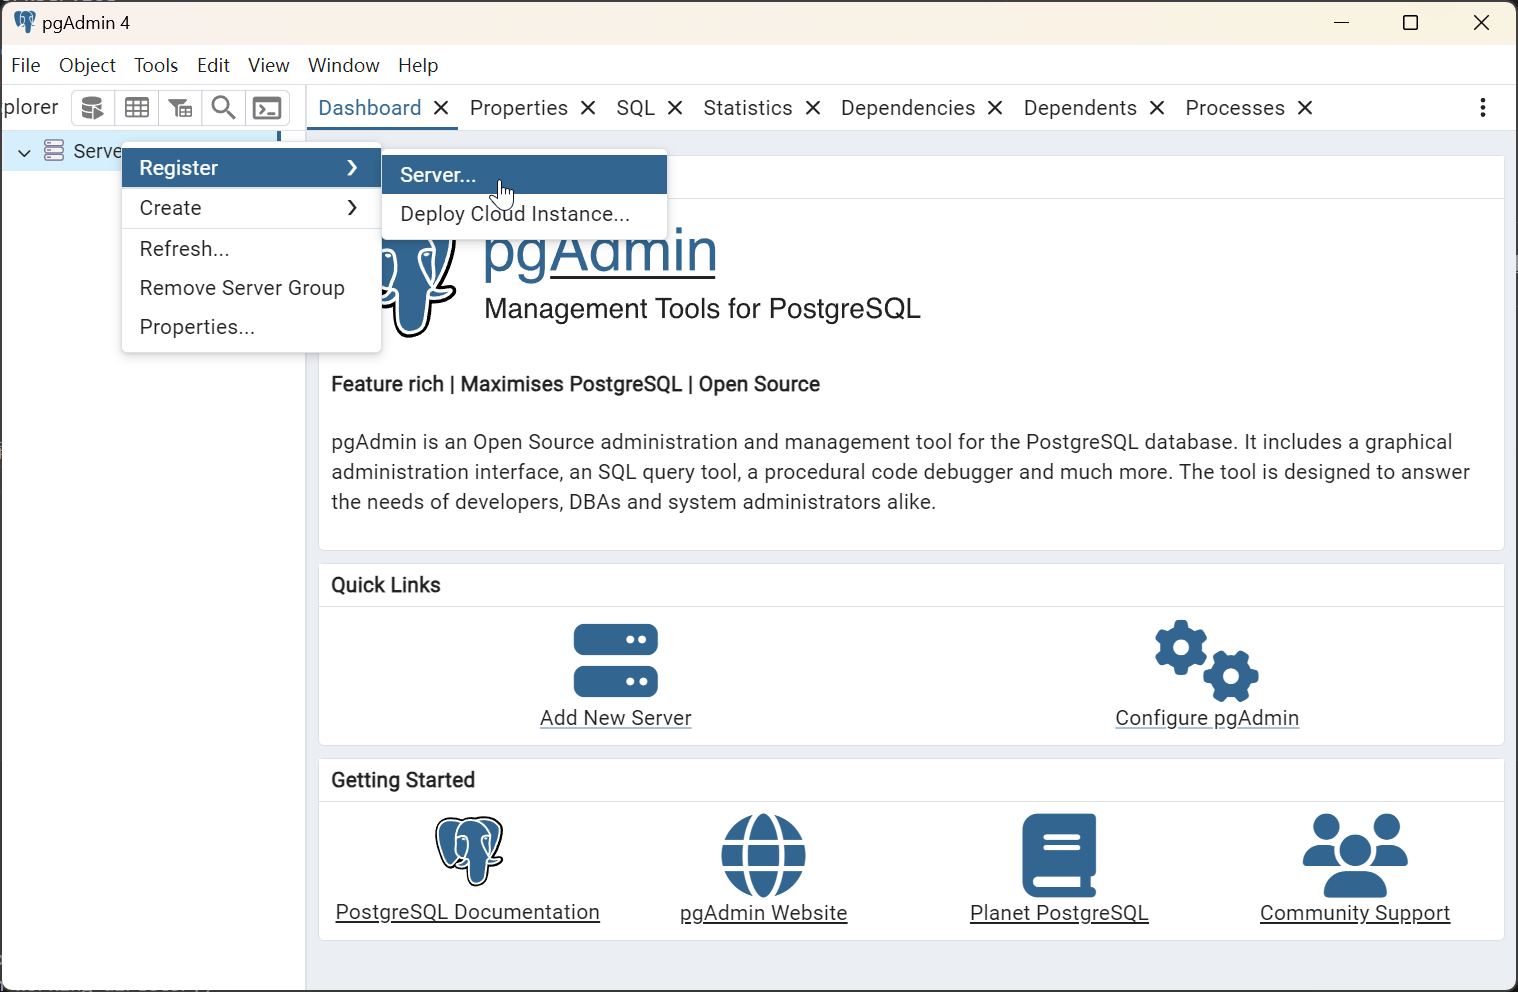 pgAdmin 4
File Object Tools Edit View Window Help
plorer
Dashboard Properties SQL Statistics Dependencies Dependents Processes
Serve
Register
Create
Refresh...
Remove Server Group
Properties...
Server...
Deploy Cloud Instance...
pgAdmin
Management Tools for PostgreSQL
Feature rich | Maximises PostgreSQL | Open Source
pgAdmin is an Open Source administration and management tool for the PostgreSQL database. It includes a graphical
administration interface, an SQL query tool, a procedural code debugger and much more. The tool is designed to answer
the needs of developers, DBAs and system administrators alike.
Quick Links
Add New Server
Configure pgAdmin
Getting Started
PostgreSQL Documentation
pgAdmin Website
Planet PostgreSQL
Community Support